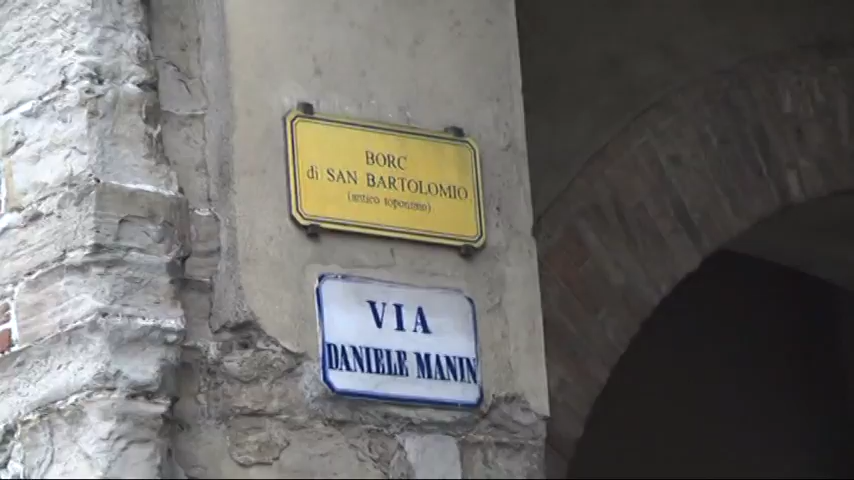 BORC
di SAN BARTOLOMIO
(antico toponimo)
VIA
DANIELE MANIN